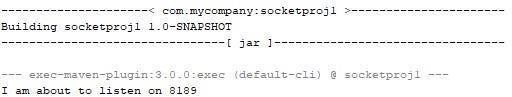 ---------------------< com.mycompany:socketproj1 >----------------------
Building socketproj1 1.0-SNAPSHOT
--------------------------------[ jar ]---------------------------------
--- exec-maven-plugin:3.0.0:exec (default-cli) @ socketproj1 ---
I am about to listen on 8189